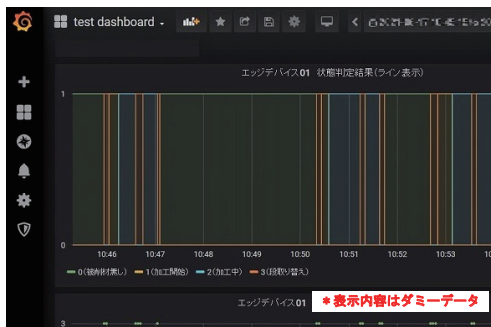 test dashboard
エッジデバイス01 状態判定結果(ライン表示)
1
0
10:46 10:47 10:48 10:49 10:50 10:51 10:52 10:53
0(被削材無し) 1(加工開始) 2(加工中) 3(段取り替え)
エッジデバイス01
*表示内容はダミーデータ
3